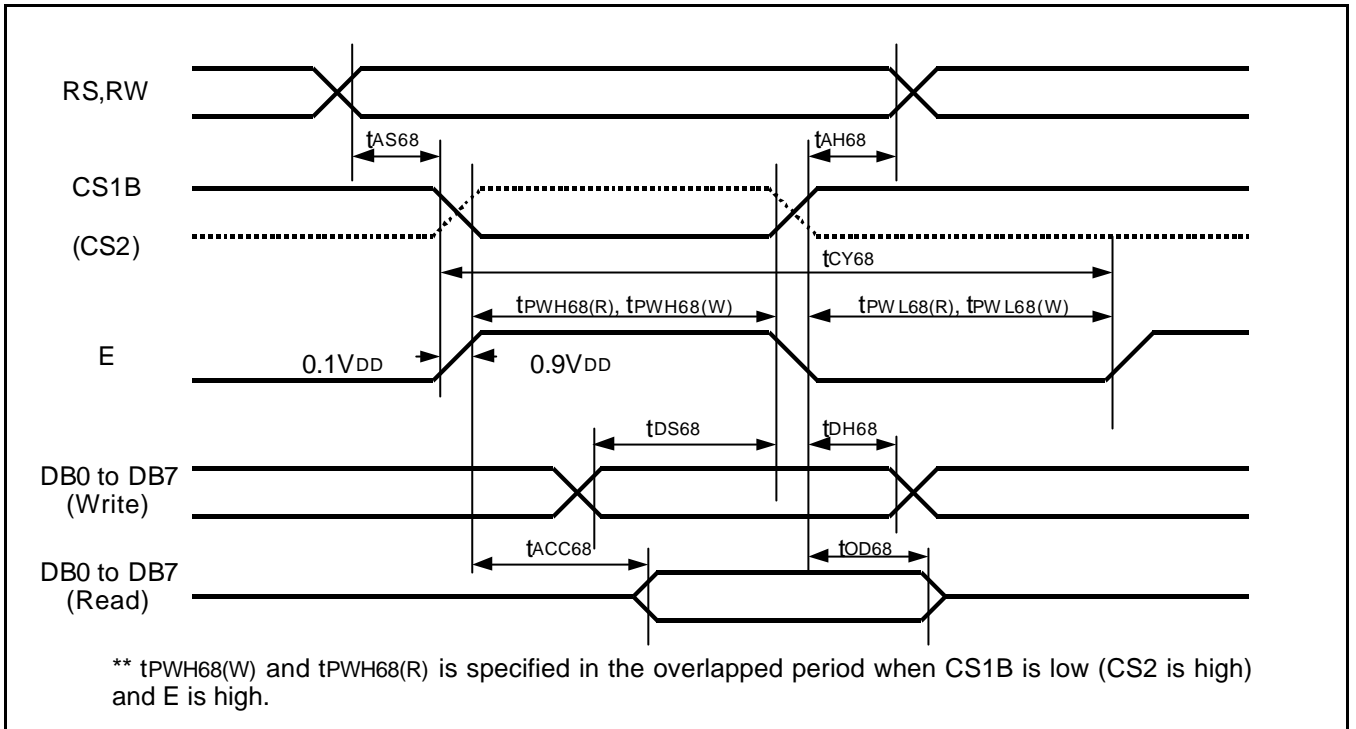 RS,RW
tAS68
tAH68
CS1B
(CS2)
tCY68
tPWH68(R), tPWH68(W)
tPWL68(R), tPWL68(W)
E
0.1VDD
0.9VDD
tDS68
tDH68
DB0 to DB7
(Write)
tACC68
tOD68
DB0 to DB7
(Read)
** tPWH68(W) and tPWH68(R) is specified in the overlapped period when CS1B is low (CS2 is high)
and E is high.